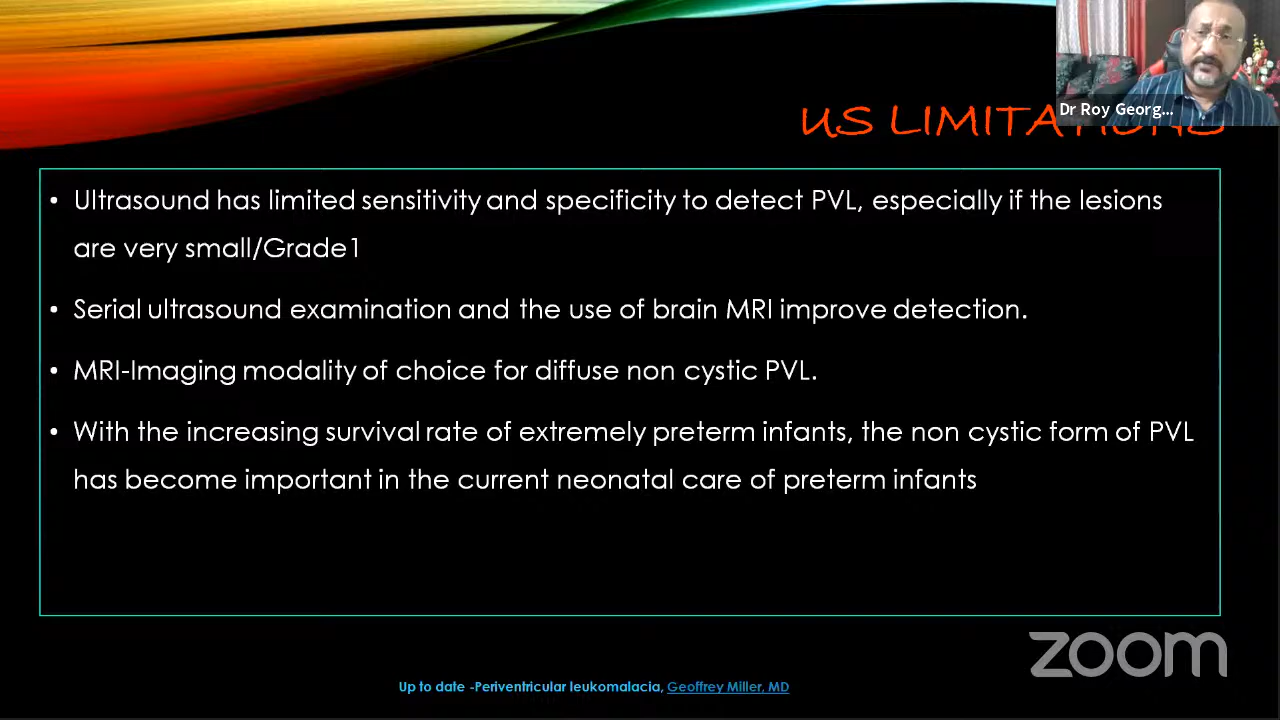 Dr Roy Georg...
US LIMITATIONS
• Ultrasound has limited sensitivity and specificity to detect PVL, especially if the lesions
are very small/Grade1
• Serial ultrasound examination and the use of brain MRI improve detection.
• MRI-Imaging modality of choice for diffuse non cystic PVL.
• With the increasing survival rate of extremely preterm infants, the non cystic form of PVL
has become important in the current neonatal care of preterm infants
zoom
Up to date -Periventricular leukomalacia, Geoffrey Miller, MD